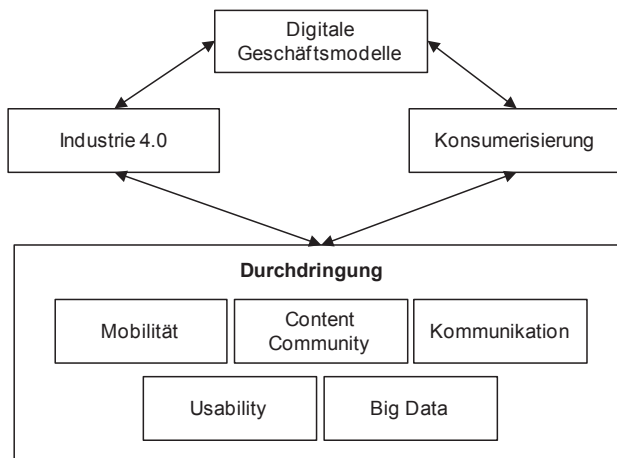 Digitale
Geschäftsmodelle
Industrie 4.0
Konsumerisierung
Durchdringung
Mobilität
Content
Community
Kommunikation
Usability
Big Data